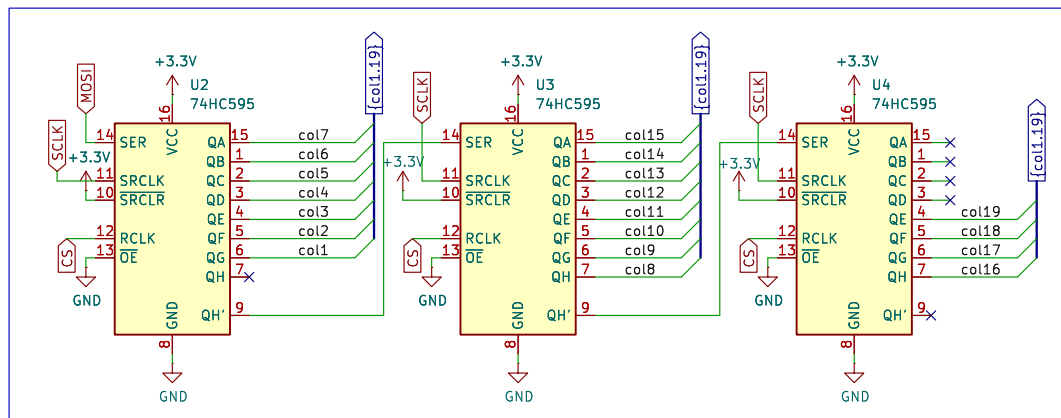 +3.3V
U2
74HC595
MOSI
SCLK
+3.3V
16
VCC
14 SER
11 SRCLK
10 SRCLR
12 RCLK
13 OE
CS
GND
QA 15 col7
QB 1 col6
QC 2 col5
QD 3 col4
QE 4 col3
QF 5 col2
QG 6 col1
QH 7
QH' 9
GND
8
GND
{col1.19}
+3.3V
U3
74HC595
SCLK
+3.3V
16
VCC
14 SER
11 SRCLK
10 SRCLR
12 RCLK
13 OE
CS
GND
QA 15 col15
QB 1 col14
QC 2 col13
QD 3 col12
QE 4 col11
QF 5 col10
QG 6 col9
QH 7 col8
QH' 9
GND
8
GND
{col1.19}
+3.3V
U4
74HC595
SCLK
+3.3V
16
VCC
14 SER
11 SRCLK
10 SRCLR
12 RCLK
13 OE
CS
GND
QA 15
QB 1
QC 2
QD 3
QE 4 col19
QF 5 col18
QG 6 col17
QH 7 col16
QH' 9
GND
8
GND
{col1.19}